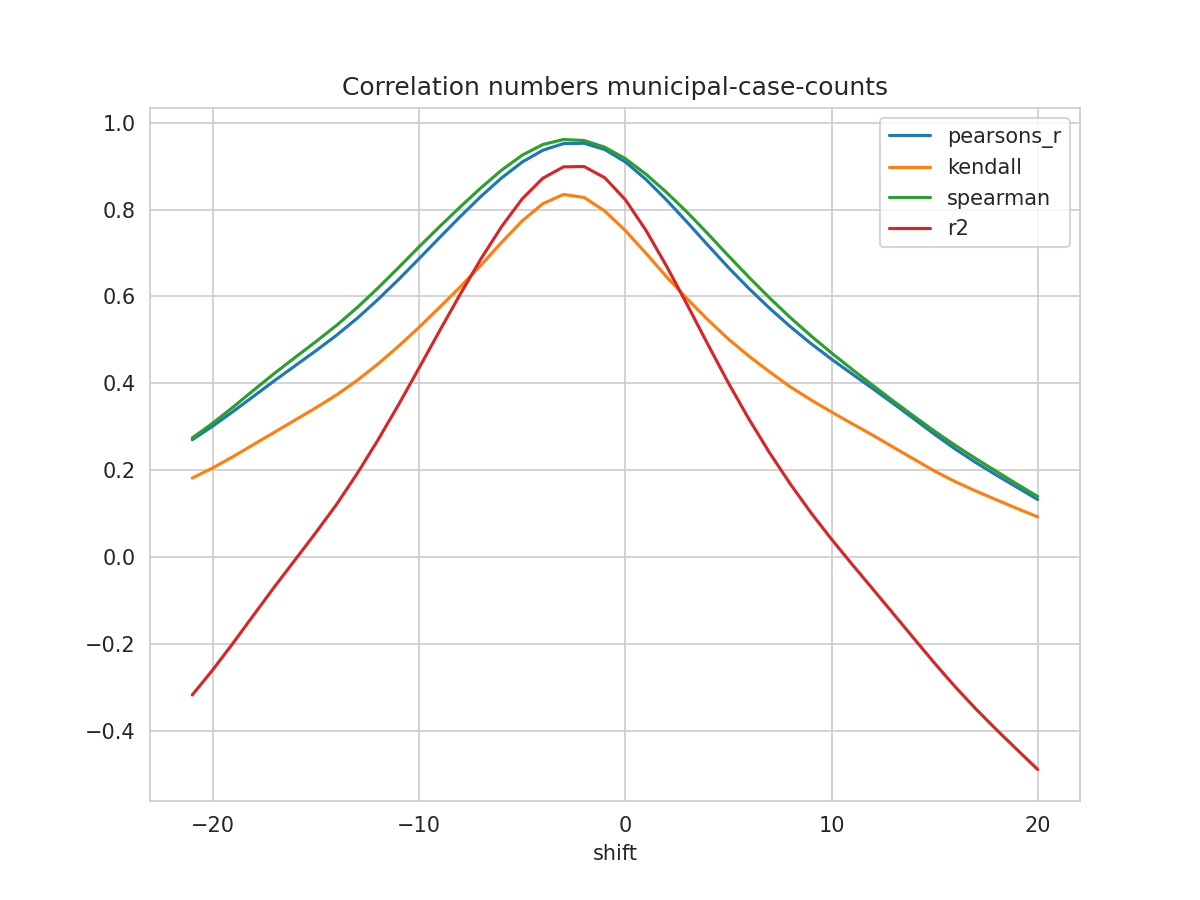 Correlation numbers municipal-case-counts
pearsons_r
kendall
spearman
r2
1.0
0.8
0.6
0.4
0.2
0.0
−0.2
−0.4
−20
−10
0
10
20
shift